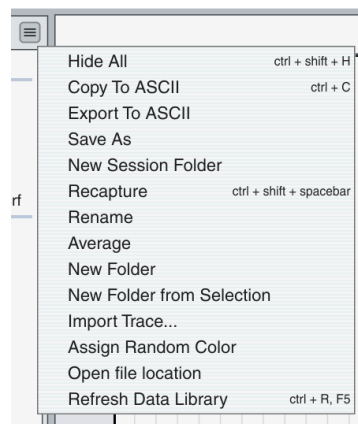 Hide All ctrl + shift + H
Copy To ASCII ctrl + C
Export To ASCII
Save As
New Session Folder
Recapture ctrl + shift + spacebar
rf
Rename
Average
New Folder
New Folder from Selection
Import Trace...
Assign Random Color
Open file location
Refresh Data Library ctrl + R, F5